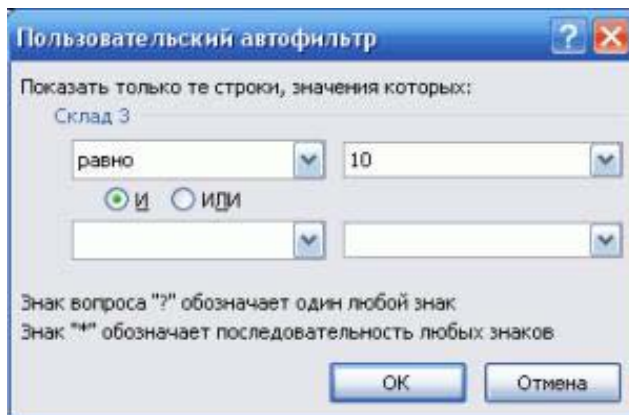 Пользовательский автофильтр
Показать только те строки, значения которых:
Склад 3
равно 10
И ИЛИ
Знак вопроса "?" обозначает один любой знак
Знак "*" обозначает последовательность любых знаков
ОК Отмена